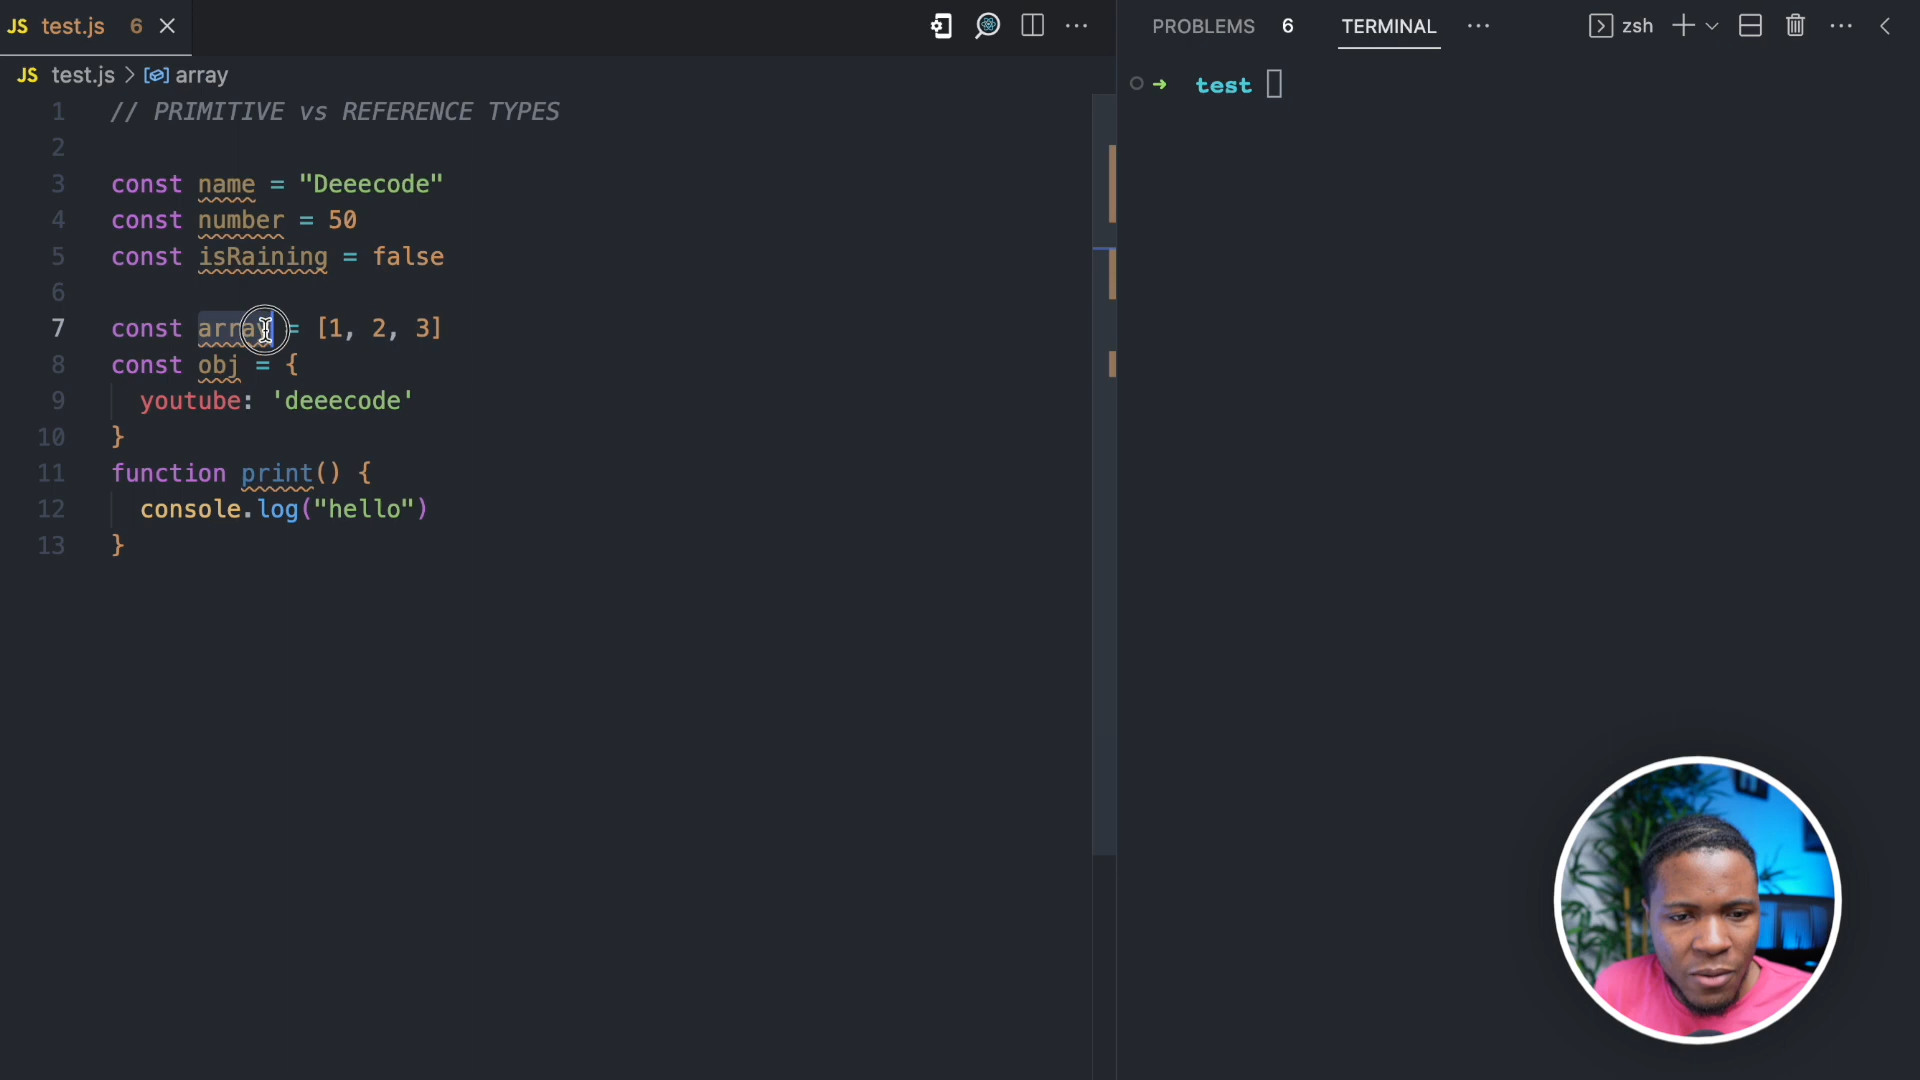 JS test.js 6
PROBLEMS 6 TERMINAL ··· zsh
JS test.js > array
test
1 // PRIMITIVE vs REFERENCE TYPES
2
3 const name = "Deeecode"
4 const number = 50
5 const isRaining = false
6
7 const array = [1, 2, 3]
8 const obj = {
9 youtube: 'deeecode'
10 }
11 function print() {
12 console.log("hello")
13 }